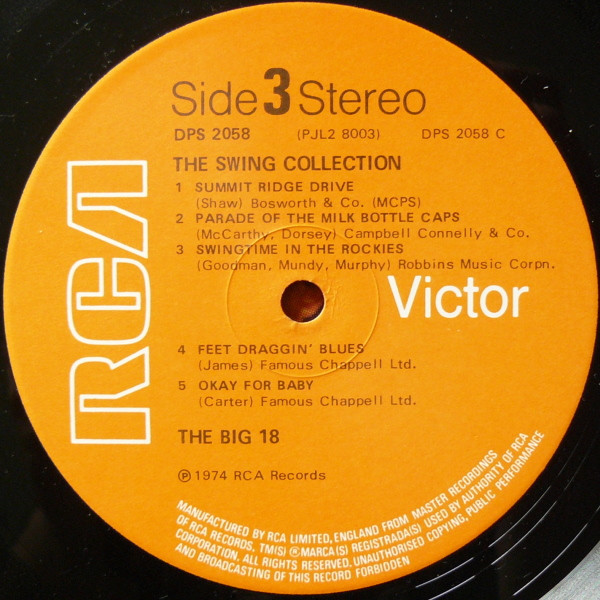 Side 3 Stereo
DPS 2058 (PJL2 8003) DPS 2058 C
THE SWING COLLECTION
1 SUMMIT RIDGE DRIVE
(Shaw) Bosworth & Co. (MCPS)
2 PARADE OF THE MILK BOTTLE CAPS
(McCarthy, Dorsey) Campbell Connelly & Co.
3 SWINGTIME IN THE ROCKIES
(Goodman, Mundy, Murphy) Robbins Music Corpn.
RCA
Victor
4 FEET DRAGGIN' BLUES
(James) Famous Chappell Ltd.
5 OKAY FOR BABY
(Carter) Famous Chappell Ltd.
THE BIG 18
℗ 1974 RCA Records
MANUFACTURED BY RCA LIMITED, ENGLAND FROM MASTER RECORDINGS
OF RCA RECORDS. TM(S) ® MARCA(S) REGISTRADA(S) USED BY AUTHORITY OF RCA
CORPORATION. ALL RIGHTS RESERVED. UNAUTHORISED COPYING, PUBLIC PERFORMANCE
AND BROADCASTING OF THIS RECORD FORBIDDEN